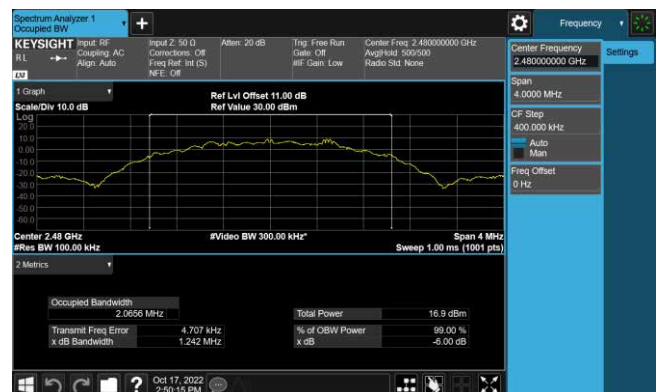 Spectrum Analyzer 1
Occupied BW
Frequency
KEYSIGHT
RL
LXI
Input: RF
Coupling: AC
Align: Auto
Input Z: 50 Ω
Corrections: Off
Freq Ref: Int (S)
NFE: Off
Atten: 20 dB
Trig: Free Run
Gate: Off
#IF Gain: Low
Center Freq: 2.480000000 GHz
Avg|Hold: 500/500
Radio Std: None
Center Frequency
2.480000000 GHz
Settings
Span
4.0000 MHz
CF Step
400.000 kHz
Auto
Man
Freq Offset
0 Hz
1 Graph
Scale/Div 10.0 dB
Ref Lvl Offset 11.00 dB
Ref Value 30.00 dBm
Log
20.0
10.0
0.00
-10.0
-20.0
-30.0
-40.0
-50.0
-60.0
Center 2.48 GHz
#Res BW 100.00 kHz
#Video BW 300.00 kHz*
Span 4 MHz
Sweep 1.00 ms (1001 pts)
2 Metrics
Occupied Bandwidth
2.0656 MHz
Total Power 16.9 dBm
Transmit Freq Error 4.707 kHz
% of OBW Power 99.00 %
x dB Bandwidth 1.242 MHz
x dB -6.00 dB
?
Oct 17, 2022
2:50:15 PM